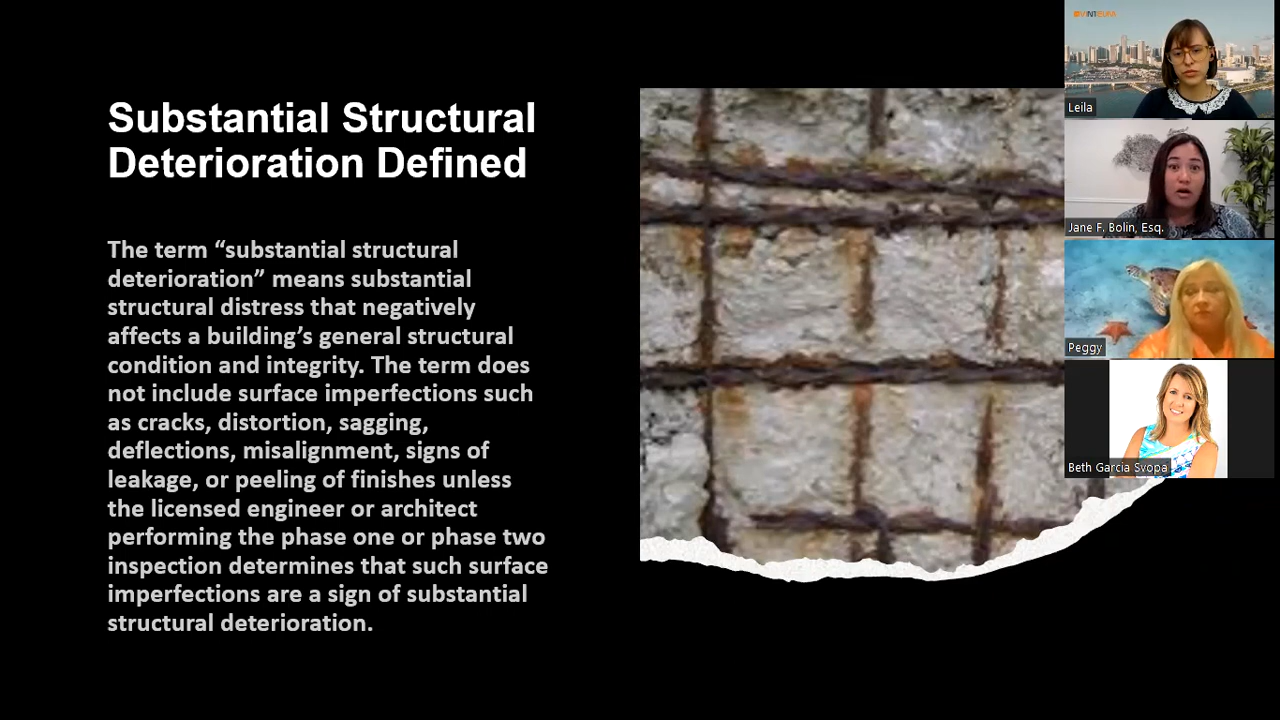 Substantial Structural
Deterioration Defined
The term “substantial structural
deterioration” means substantial
structural distress that negatively
affects a building’s general structural
condition and integrity. The term does
not include surface imperfections such
as cracks, distortion, sagging,
deflections, misalignment, signs of
leakage, or peeling of finishes unless
the licensed engineer or architect
performing the phase one or phase two
inspection determines that such surface
imperfections are a sign of substantial
structural deterioration.
VINTEUM
Leila
Jane F. Bolin, Esq.
Peggy
Beth Garcia Svopa